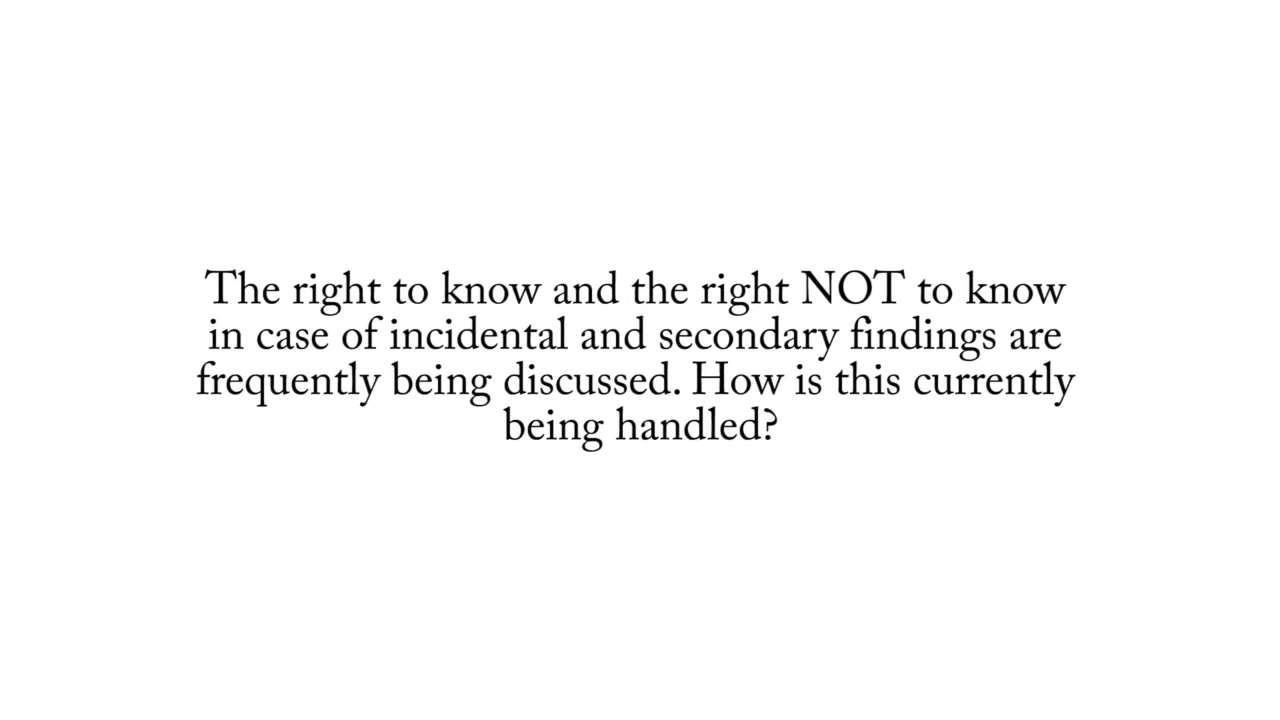 The right to know and the right NOT to know
in case of incidental and secondary findings are
frequently being discussed. How is this currently
being handled?